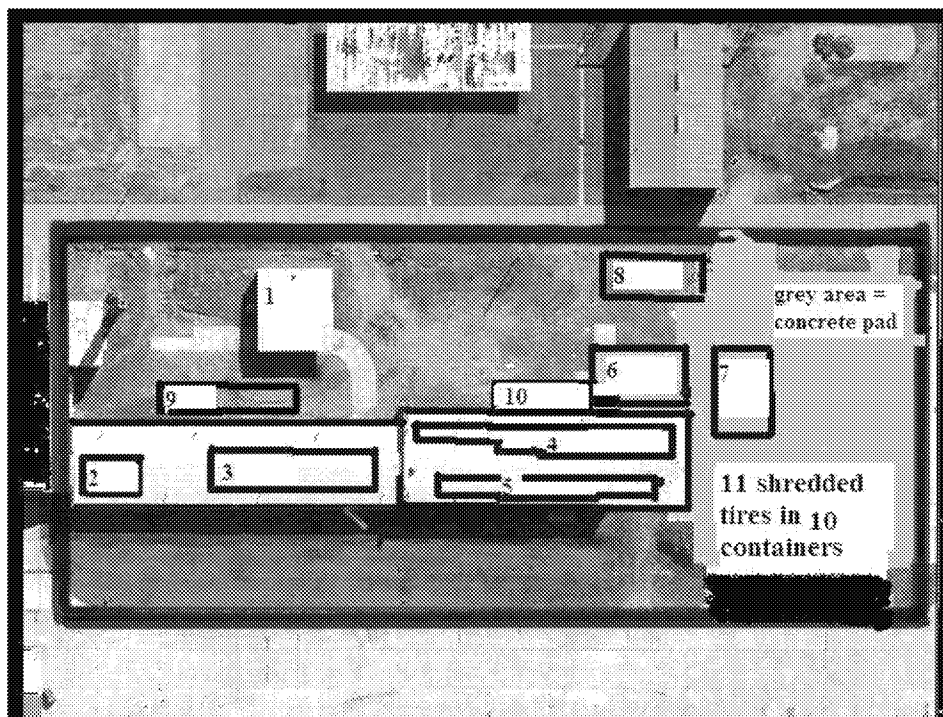 8
1
grey area =
concrete pad
6
7
9
10
4
2
3
5
11 shredded
tires in 10
containers